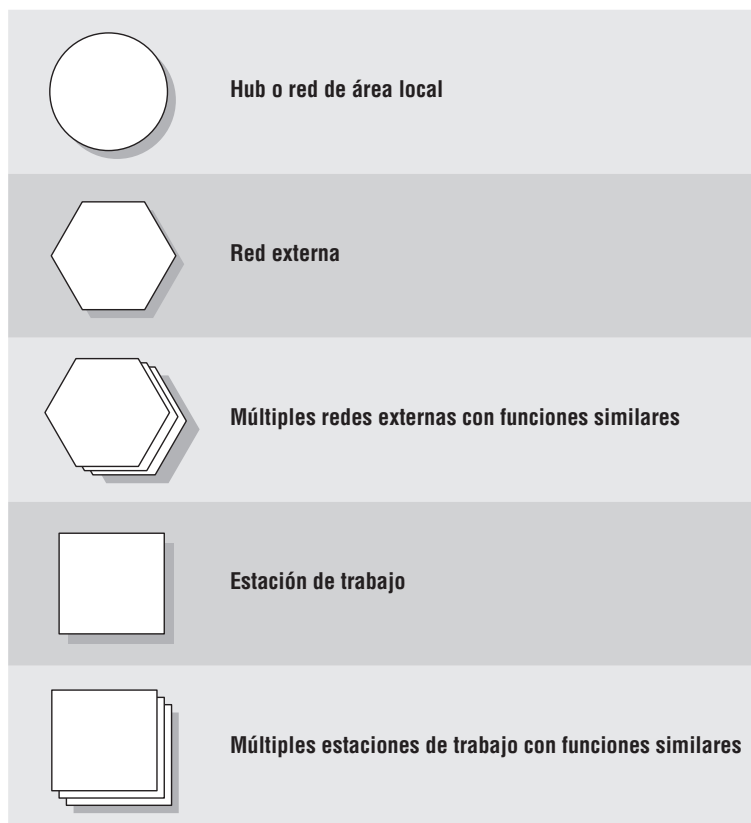 Hub o red de área local
Red externa
Múltiples redes externas con funciones similares
Estación de trabajo
Múltiples estaciones de trabajo con funciones similares